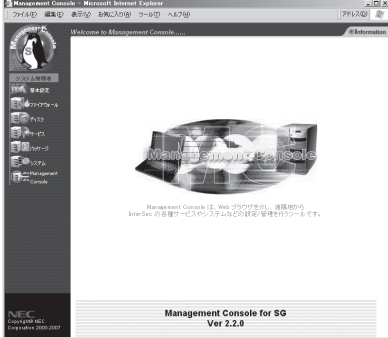 Management Console - Microsoft Internet Explorer
ファイル(F) 編集(E) 表示(V) お気に入り(A) ツール(T) ヘルプ(H) アドレス(D)
Management Console
Welcome to Management Console......
Information
システム管理者
基本設定
ファイアウォール
ディスク
サービス
パッケージ
システム
Management
Console
Management Console
Management Console は、Web ブラウザを介し、遠隔地から
InterSec の各種サービスやシステムなどの設定/管理を行うツールです。
NEC
Copyright© NEC
Corporation 2000-2007
Management Console for SG
Ver 2.2.0